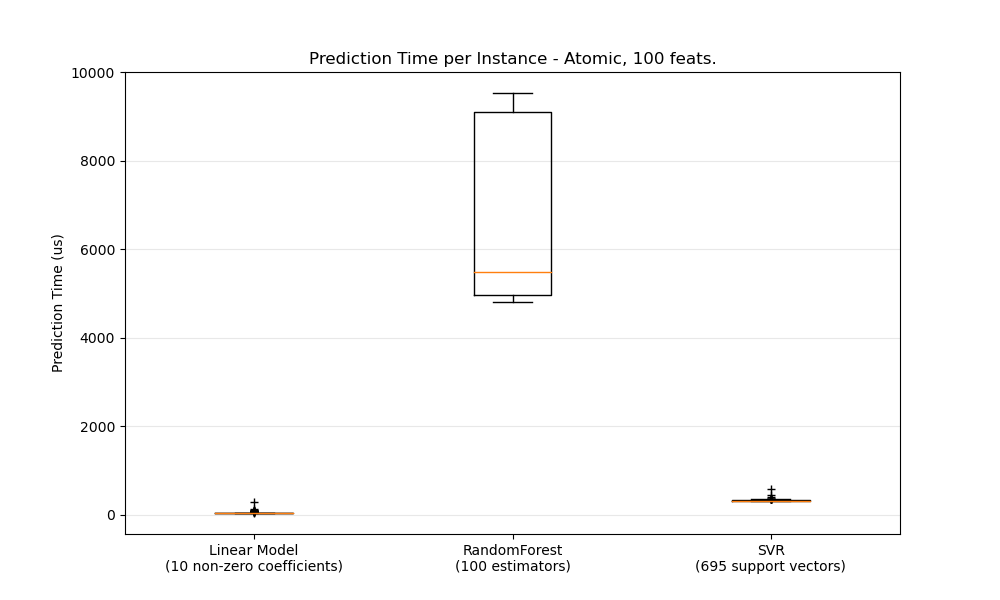 Prediction Time per Instance - Atomic, 100 feats.
10000
8000
6000
4000
2000
0
Prediction Time (us)
Linear Model
(10 non-zero coefficients)
RandomForest
(100 estimators)
SVR
(695 support vectors)